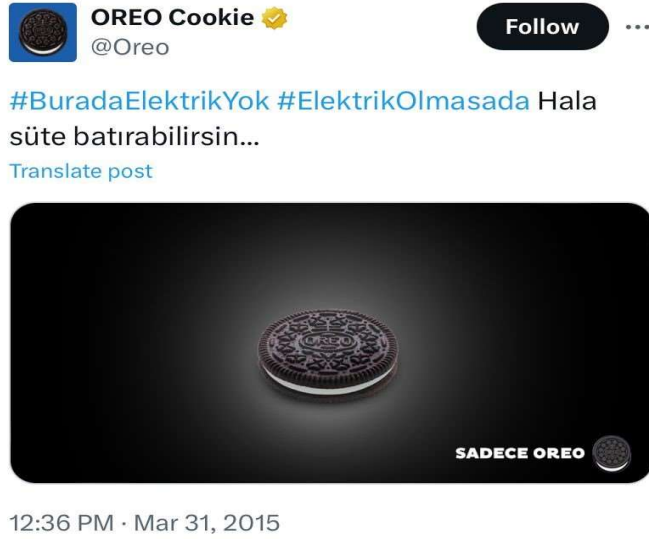 OREO Cookie
@Oreo
Follow
#BuradaElektrikYok #ElektrikOlmasada Hala
süte batırabilirsin...
Translate post
OREO
SADECE OREO
12:36 PM · Mar 31, 2015